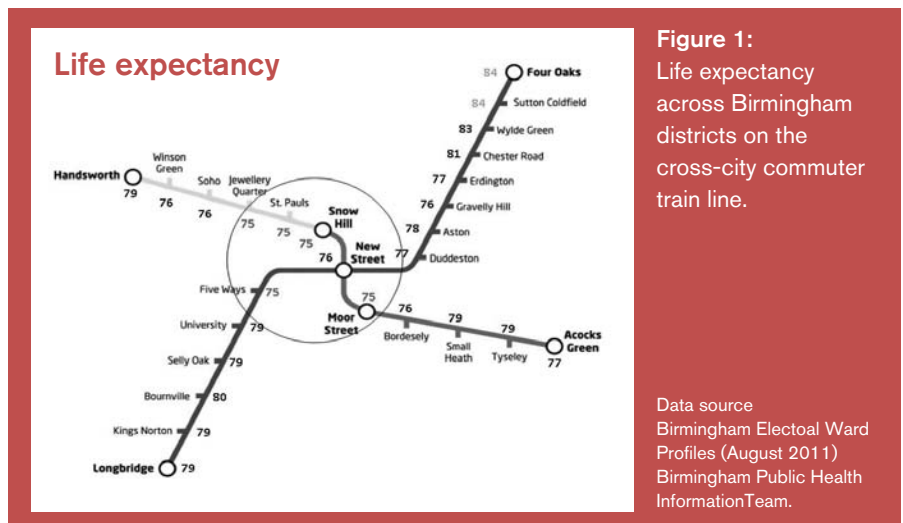 Life expectancy
84
Four Oaks
84
Sutton Coldfield
83
Wylde Green
81
Chester Road
77
Erdington
76
Gravelly Hill
78
Aston
77
Duddeston
Handsworth
79
Winson
Green
76
Soho
76
Jewellery
Quarter
75
St. Pauls
75
Snow
Hill
75
New
Street
76
Five Ways
75
University
79
Selly Oak
79
Bournville
80
Kings Norton
79
Longbridge
79
75
Moor
Street
76
Bordesely
79
Small
Heath
79
Tyseley
Acocks
Green
77
Figure 1:
Life expectancy
across Birmingham
districts on the
cross-city commuter
train line.
Data source
Birmingham Electoal Ward
Profiles (August 2011)
Birmingham Public Health
InformationTeam.